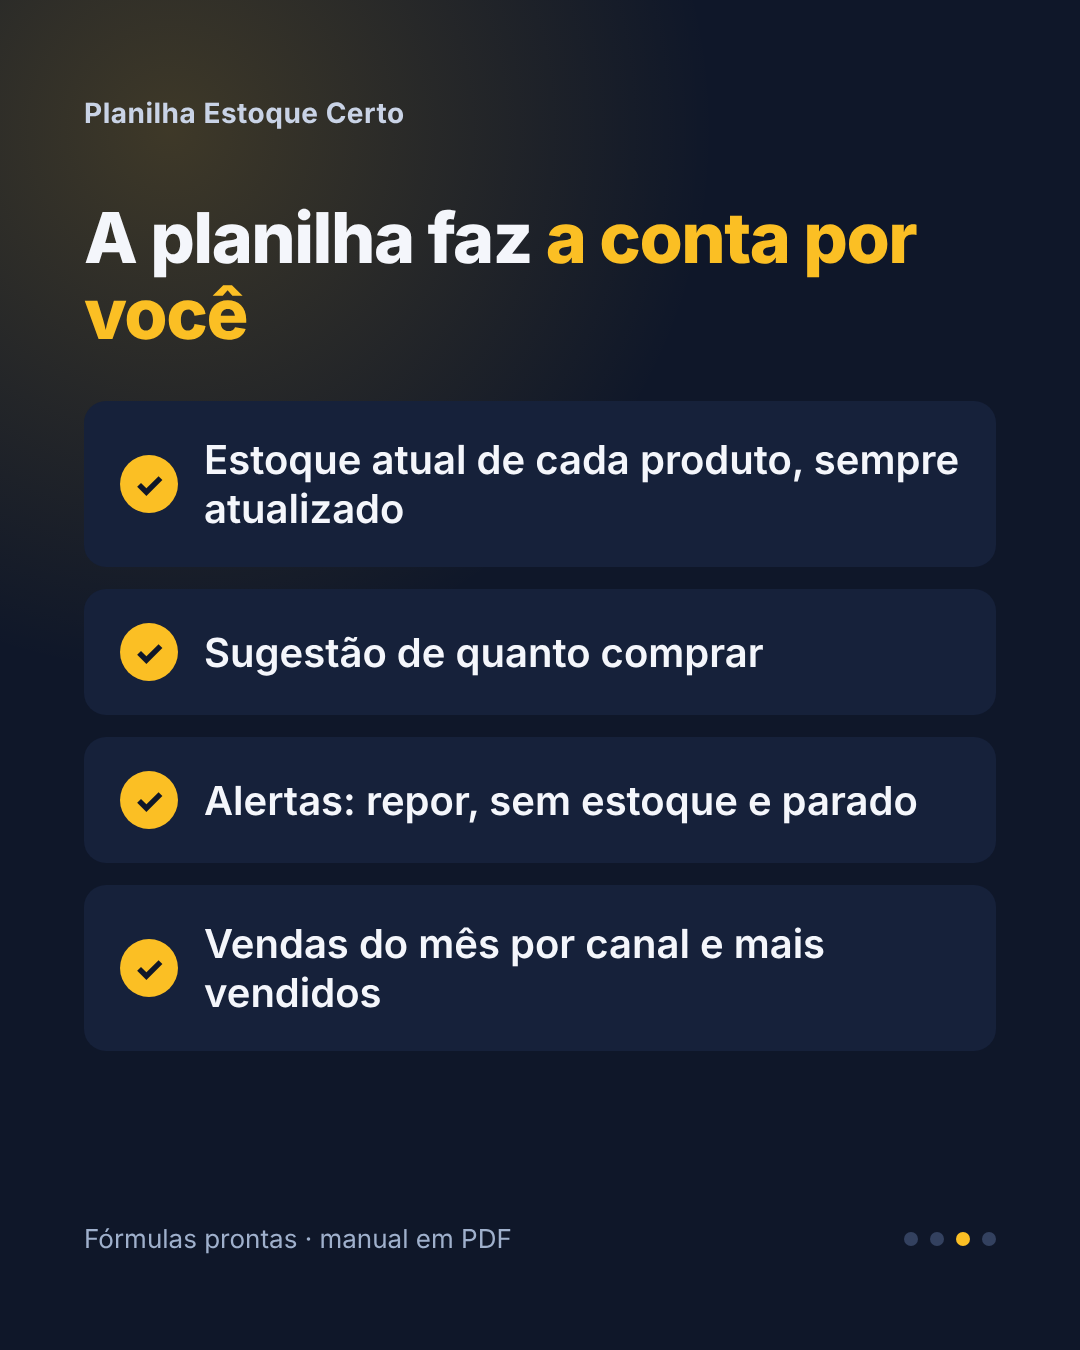 Planilha Estoque Certo
A planilha faz a conta por
você
Estoque atual de cada produto, sempre
atualizado
Sugestão de quanto comprar
Alertas: repor, sem estoque e parado
Vendas do mês por canal e mais
vendidos
Fórmulas prontas · manual em PDF